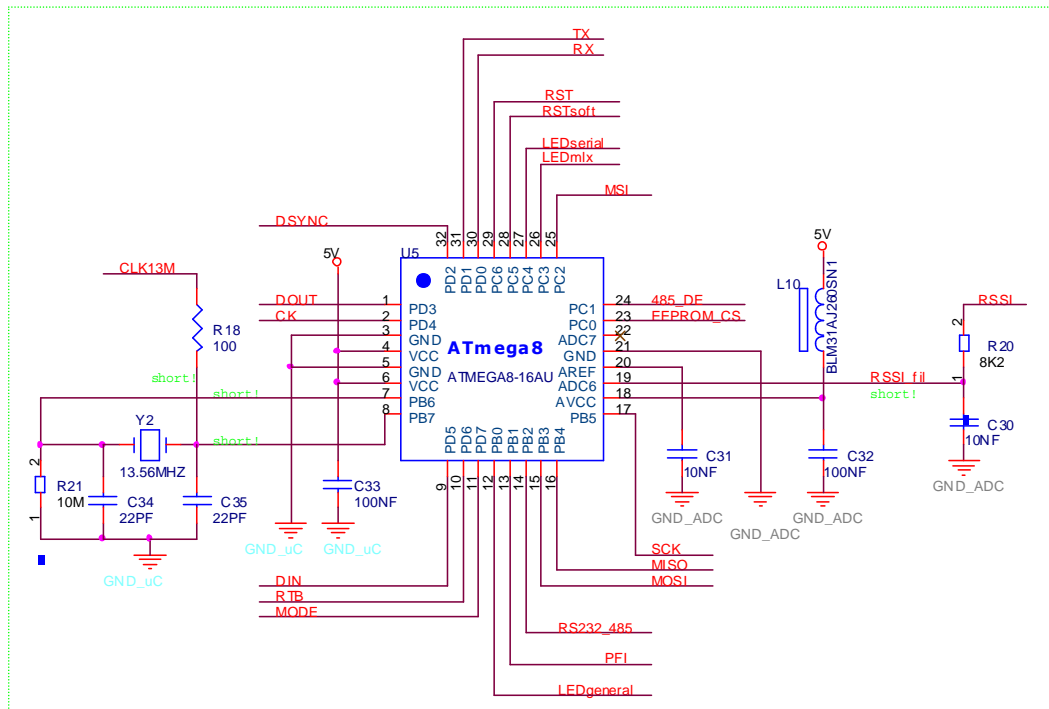 TX
RX
RST
RSTsoft
LEDserial
LEDmlx
MSI
DSYNC
32 31 30 29 28 27 26 25
U5
5V
5V
CLK13M
PD2 PD1 PD0 PC6 PC5 PC4 PC3 PC2
L10
BLM31AJ260SN1
DOUT 1 PD3
CK 2 PD4
3 GND
4 VCC
5 GND
6 VCC
7 PB6
8 PB7
PC1 24 485_DE
PC0 23 EEPROM_CS
ADC7 22
GND 21
AREF 20
ADC6 19 RSSI_fil
AVCC 18
PB5 17
RSSI
R18
100
ATmega8
ATMEGA8-16AU
2
R20
8K2
1
short!
short!
short!
short!
Y2
13.56MHZ
PD5 PD6 PD7 PB0 PB1 PB2 PB3 PB4
9 10 11 12 13 14 15 16
2
R21
10M
1
C34
22PF
C35
22PF
C33
100NF
C31
10NF
C32
100NF
C30
10NF
GND_ADC
GND_ADC
GND_ADC
GND_ADC
GND_uC
GND_uC
GND_uC
SCK
MISO
MOSI
DIN
RTB
MODE
RS232_485
PFI
LEDgeneral